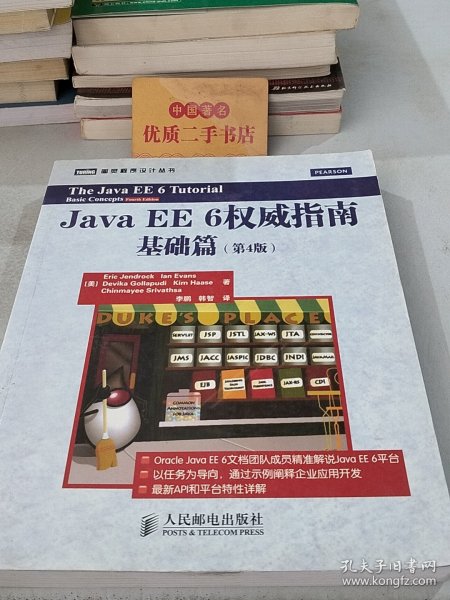 中国著名
优质二手书店
TURING 图灵程序设计丛书
PEARSON
The Java EE 6 Tutorial
Basic Concepts Fourth Edition
Java EE 6权威指南
基础篇（第4版）
Eric Jendrock Ian Evans
[美] Devika Gollapudi Kim Haase 著
Chinmayee Srivathsa
李鹏 韩智 译
DUKE'S PLACE
SERVLET JSP JSTL JAX-WS JTA CONNECTOR
JMS JACC JASPIC JDBC JNDI JAVAMAIL
EJB JAX-RS CDI
COMMON
ANNOTATIONS
FOR JAVA
Oracle Java EE 6文档团队成员精准解说Java EE 6平台
以任务为导向，通过示例阐释企业应用开发
最新API和平台特性详解
人民邮电出版社
POSTS & TELECOM PRESS
孔夫子旧书网
www.kongfz.com